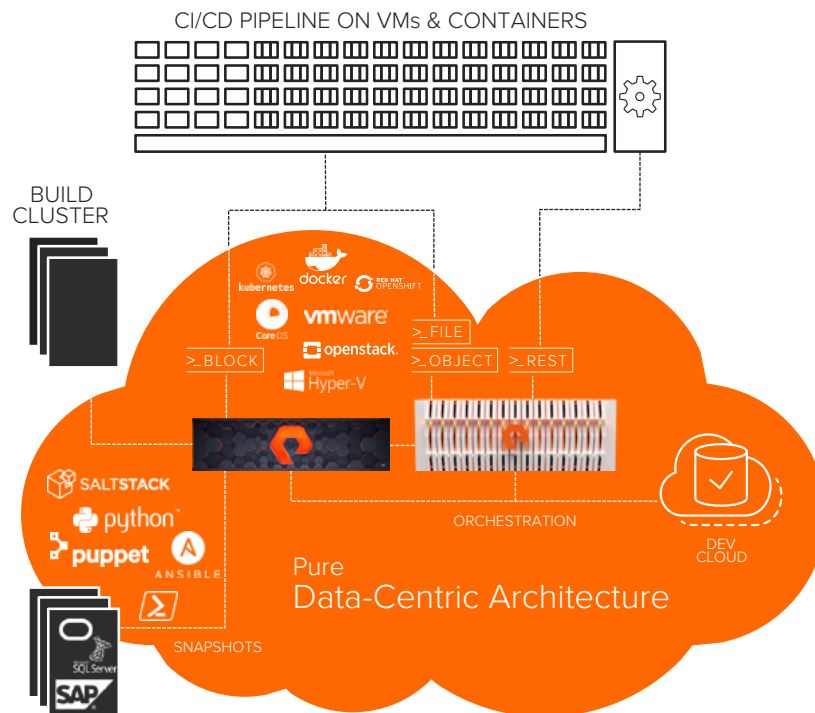 CI/CD PIPELINE ON VMs & CONTAINERS
BUILD
CLUSTER
docker
kubernetes
RED HAT
OPENSHIFT
CoreOS
vmware
>_FILE
openstack.
>_BLOCK
>_OBJECT
>_REST
Microsoft
Hyper-V
SALTSTACK
python™
puppet
ANSIBLE
ORCHESTRATION
DEV
CLOUD
Pure
Data-Centric Architecture
SNAPSHOTS
SQL Server
SAP